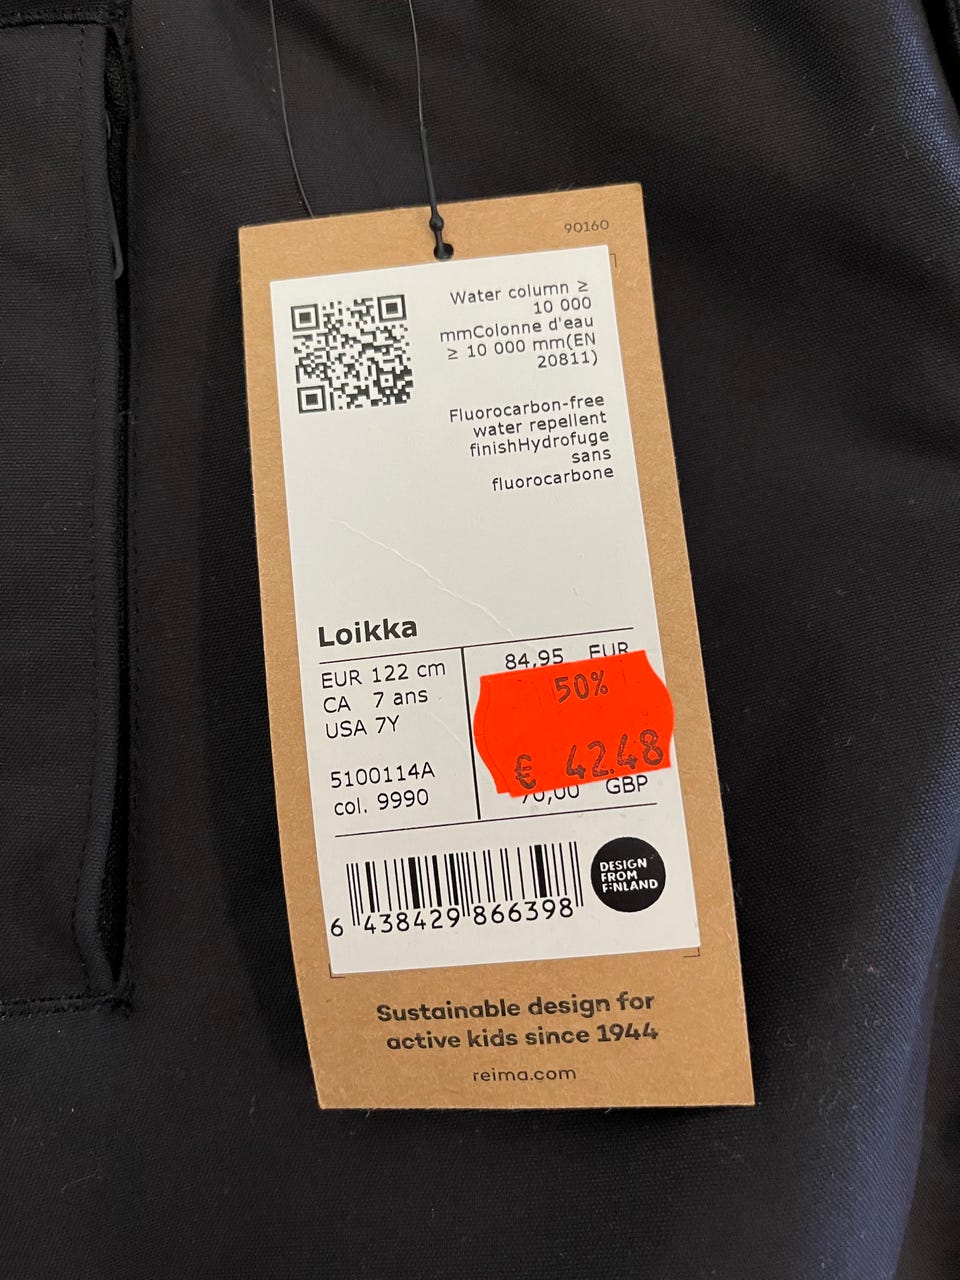 90160
Water column ≥
10 000
mmColonne d'eau
≥ 10 000 mm(EN
20811)
Fluorocarbon-free
water repellent
finishHydrofuge
sans
fluorocarbone
Loikka
EUR 122 cm
CA 7 ans
USA 7Y
5100114A
col. 9990
84,95 EUR
50%
€ 42.48
70,00 GBP
6 438429 866398
DESIGN
FROM
FINLAND
Sustainable design for
active kids since 1944
reima.com